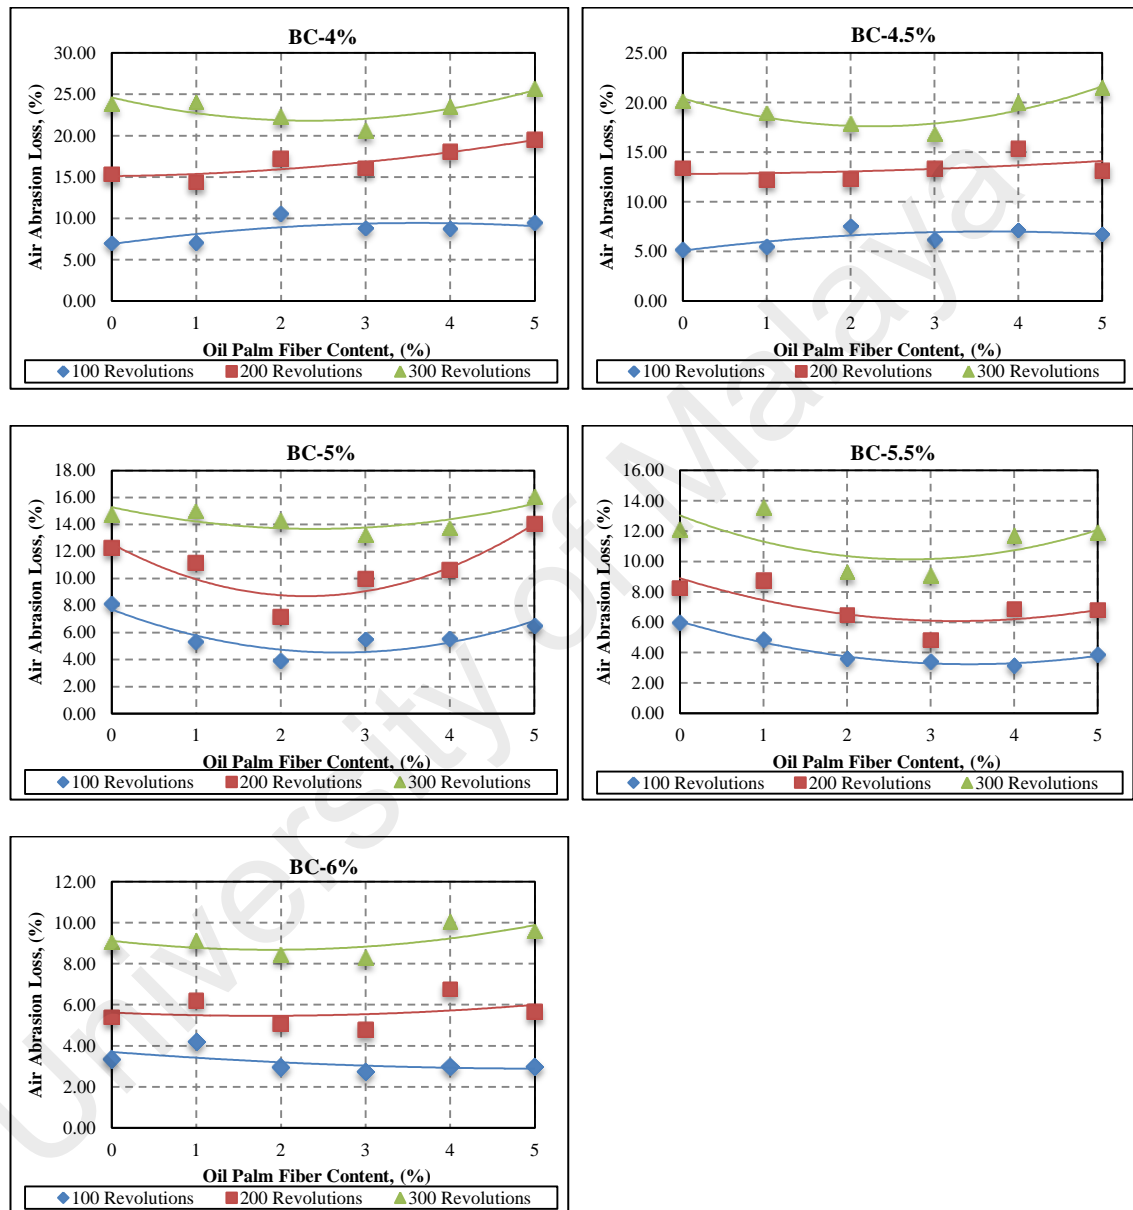 BC-4%
30.00
25.00
20.00
15.00
10.00
5.00
0.00
Air Abrasion Loss, (%)
0 1 2 3 4 5
Oil Palm Fiber Content, (%)
100 Revolutions 200 Revolutions 300 Revolutions
BC-4.5%
25.00
20.00
15.00
10.00
5.00
0.00
Air Abrasion Loss, (%)
0 1 2 3 4 5
Oil Palm Fiber Content, (%)
100 Revolutions 200 Revolutions 300 Revolutions
BC-5%
18.00
16.00
14.00
12.00
10.00
8.00
6.00
4.00
2.00
0.00
Air Abrasion Loss, (%)
0 1 2 3 4 5
Oil Palm Fiber Content, (%)
100 Revolutions 200 Revolutions 300 Revolutions
BC-5.5%
16.00
14.00
12.00
10.00
8.00
6.00
4.00
2.00
0.00
Air Abrasion Loss, (%)
0 1 2 3 4 5
Oil Palm Fiber Content, (%)
100 Revolutions 200 Revolutions 300 Revolutions
BC-6%
12.00
10.00
8.00
6.00
4.00
2.00
0.00
Air Abrasion Loss, (%)
0 1 2 3 4 5
Oil Palm Fiber Content, (%)
100 Revolutions 200 Revolutions 300 Revolutions
University of Malaya